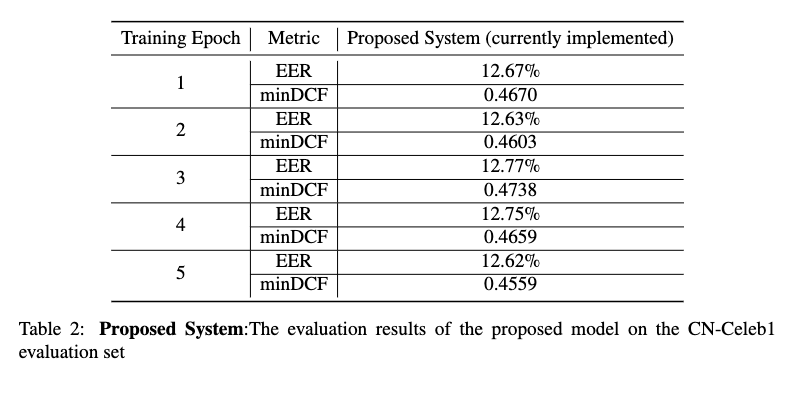 Training Epoch Metric Proposed System (currently implemented)
1 EER 12.67%
minDCF 0.4670
2 EER 12.63%
minDCF 0.4603
3 EER 12.77%
minDCF 0.4738
4 EER 12.75%
minDCF 0.4659
5 EER 12.62%
minDCF 0.4559
Table 2: Proposed System:The evaluation results of the proposed model on the CN-Celeb1
evaluation set